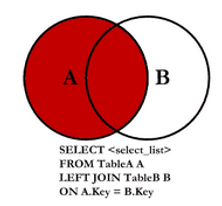 A B
SELECT <select_list>
FROM TableA A
LEFT JOIN TableB B
ON A.Key = B.Key